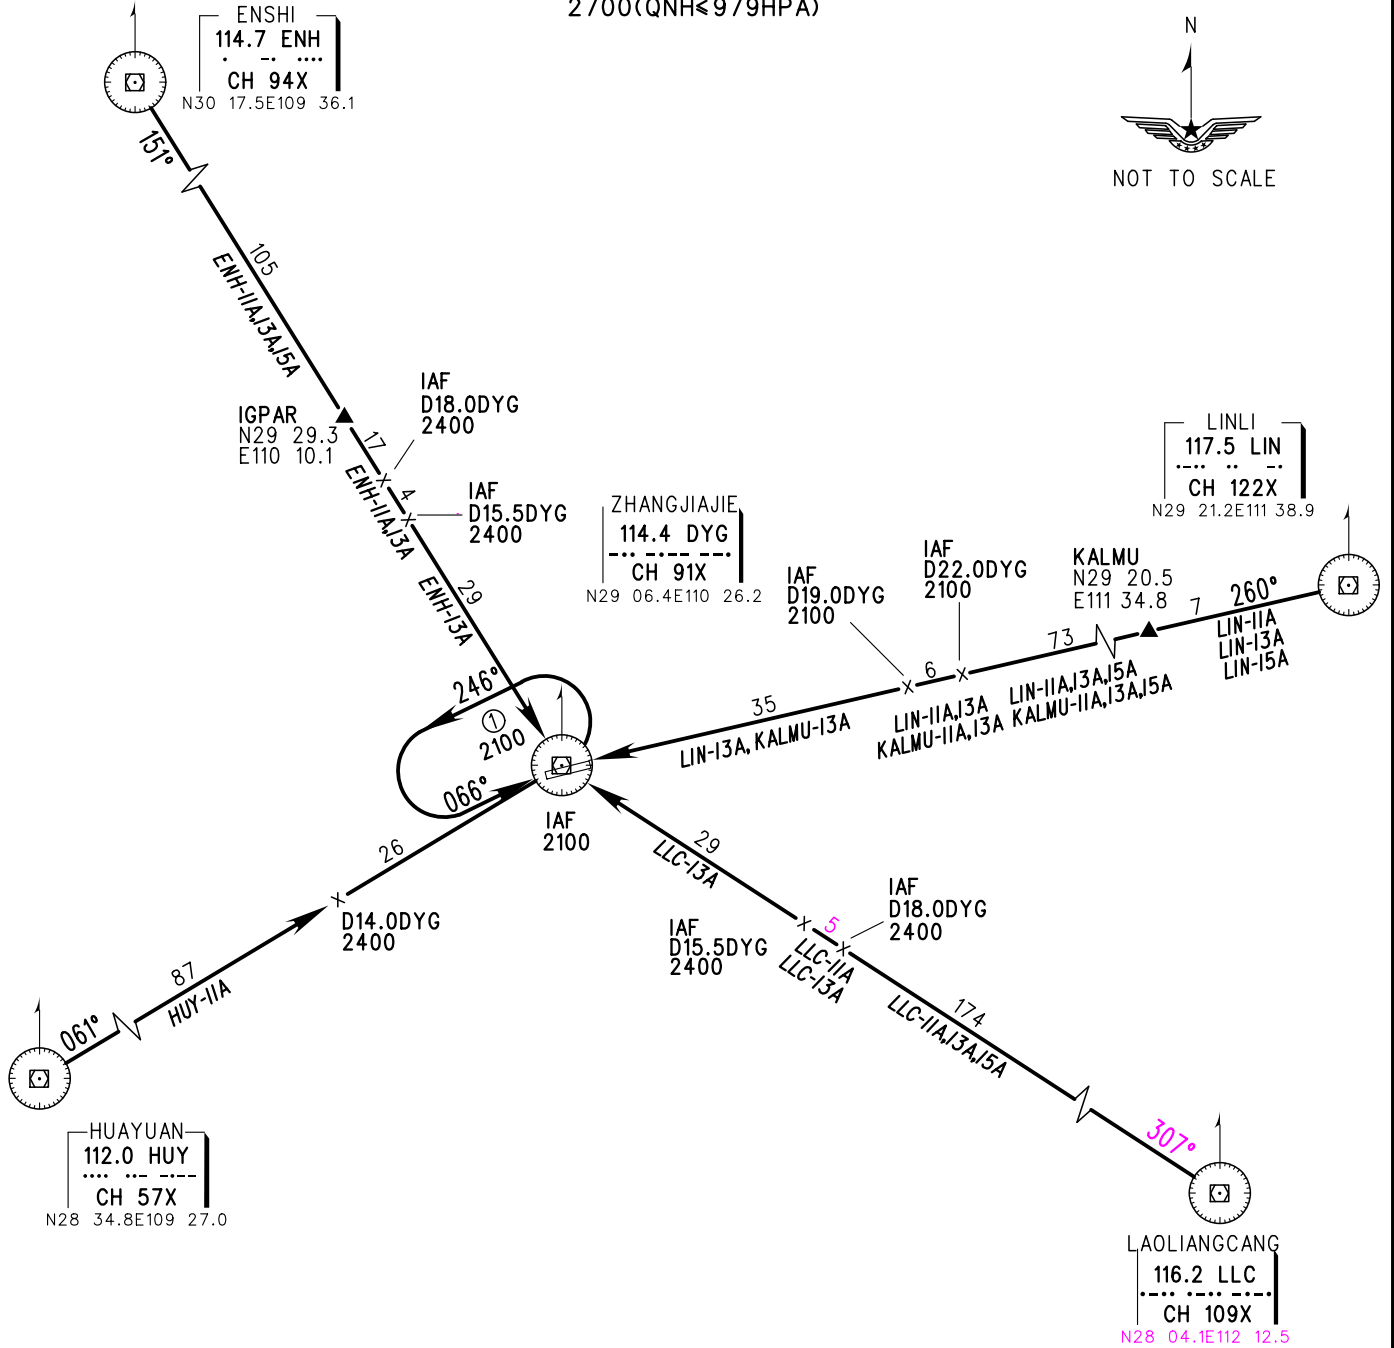 2700(QNH≤979HPA)
ENSHI
114.7 ENH
CH 94X
N30 17.5E109 36.1
N
NOT TO SCALE
151°
105
ENH-11A,13A,15A
IGPAR
N29 29.3
E110 10.1
17
IAF
D18.0DYG
2400
ENH-11A,13A
4
IAF
D15.5DYG
2400
29
ENH-13A
ZHANGJIAJIE
114.4 DYG
CH 91X
N29 06.4E110 26.2
LINLI
117.5 LIN
CH 122X
N29 21.2E111 38.9
IAF
D19.0DYG
2100
IAF
D22.0DYG
2100
KALMU
N29 20.5
E111 34.8
7
260°
LIN-11A
LIN-13A
LIN-15A
73
LIN-11A,13A,15A
KALMU-11A,13A,15A
6
LIN-11A,13A
KALMU-11A,13A
35
LIN-13A, KALMU-13A
246°
1
2100
066°
IAF
2100
26
D14.0DYG
2400
29
LLC-13A
IAF
D15.5DYG
2400
5
LLC-11A
LLC-13A
IAF
D18.0DYG
2400
174
LLC-11A,13A,15A
307°
87
HUY-11A
061°
HUAYUAN
112.0 HUY
CH 57X
N28 34.8E109 27.0
LAOLIANGCANG
116.2 LLC
CH 109X
N28 04.1E112 12.5